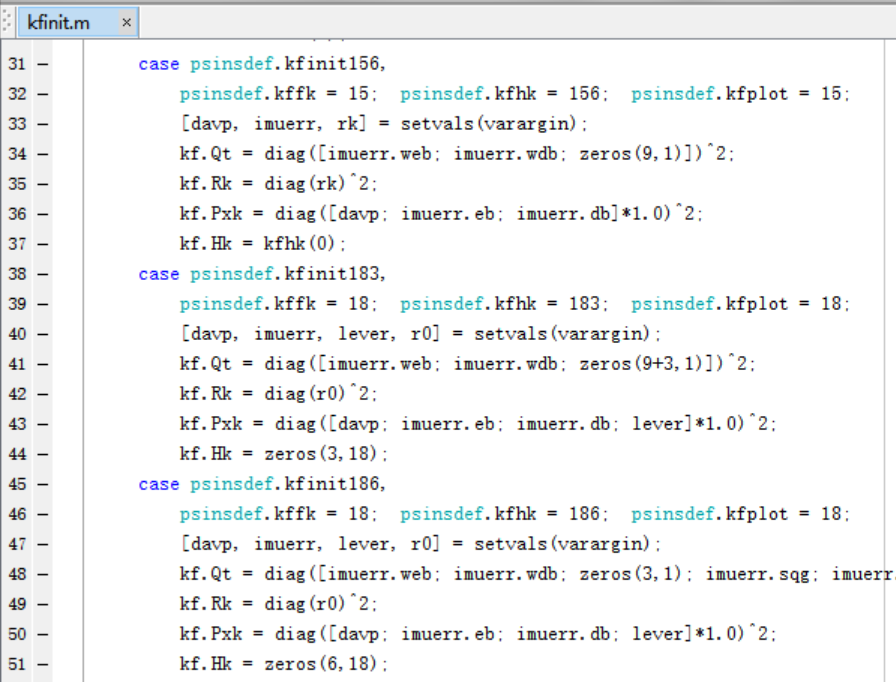 kfinit.m ×
31 – case psinsdef.kfinit156,
32 – psinsdef.kffk = 15; psinsdef.kfhk = 156; psinsdef.kfplot = 15;
33 – [davp, imuerr, rk] = setvals(varargin);
34 – kf.Qt = diag([imuerr.web; imuerr.wdb; zeros(9,1)])^2;
35 – kf.Rk = diag(rk)^2;
36 – kf.Pxk = diag([davp; imuerr.eb; imuerr.db]*1.0)^2;
37 – kf.Hk = kfhk(0);
38 – case psinsdef.kfinit183,
39 – psinsdef.kffk = 18; psinsdef.kfhk = 183; psinsdef.kfplot = 18;
40 – [davp, imuerr, lever, r0] = setvals(varargin);
41 – kf.Qt = diag([imuerr.web; imuerr.wdb; zeros(9+3,1)])^2;
42 – kf.Rk = diag(r0)^2;
43 – kf.Pxk = diag([davp; imuerr.eb; imuerr.db; lever]*1.0)^2;
44 – kf.Hk = zeros(3,18);
45 – case psinsdef.kfinit186,
46 – psinsdef.kffk = 18; psinsdef.kfhk = 186; psinsdef.kfplot = 18;
47 – [davp, imuerr, lever, r0] = setvals(varargin);
48 – kf.Qt = diag([imuerr.web; imuerr.wdb; zeros(3,1); imuerr.sqg; imuerr.
49 – kf.Rk = diag(r0)^2;
50 – kf.Pxk = diag([davp; imuerr.eb; imuerr.db; lever]*1.0)^2;
51 – kf.Hk = zeros(6,18);